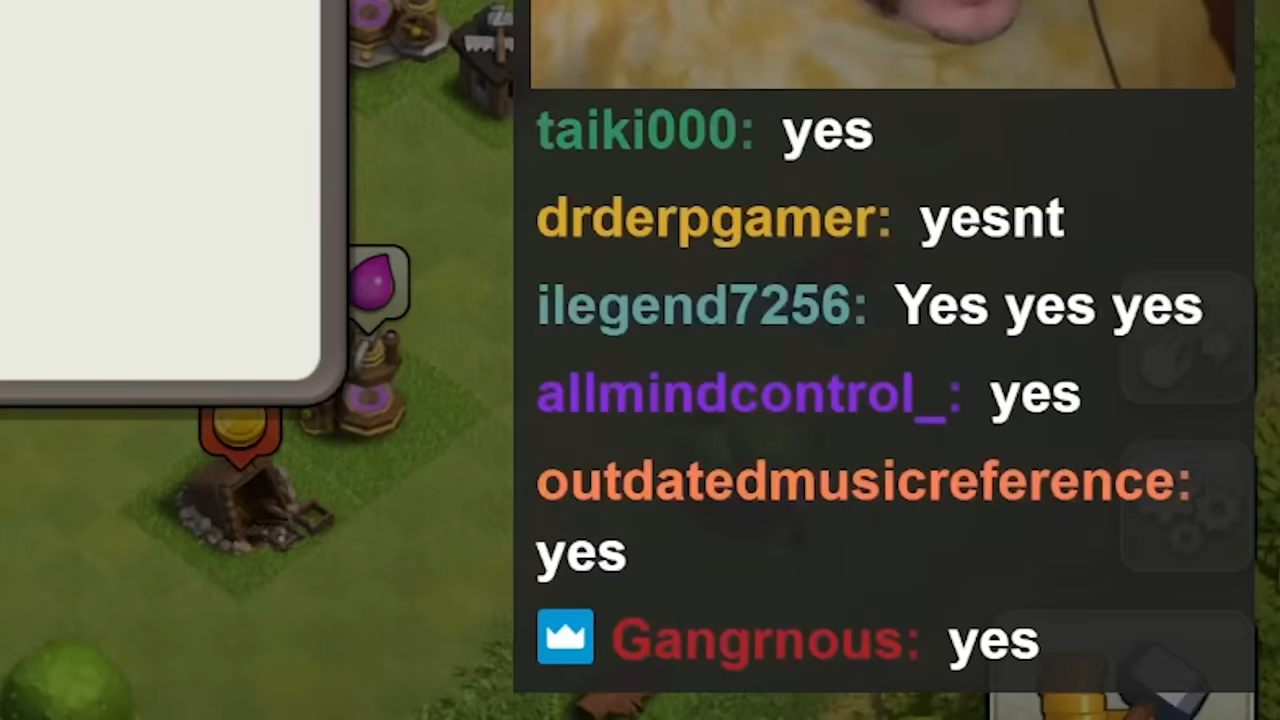 taiki000: yes
drderpgamer: yesnt
ilegend7256: Yes yes yes
allmindcontrol_: yes
outdatedmusicreference:
yes
Gangrnous: yes